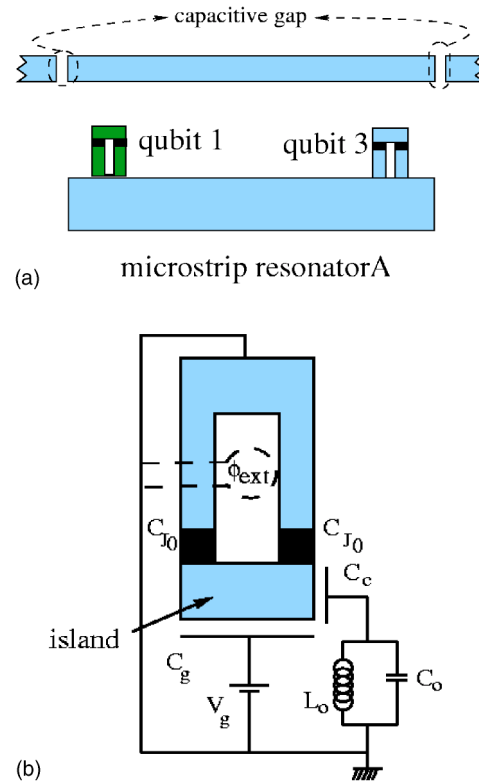 capacitive gap
qubit 1
qubit 3
microstrip resonatorA
(a)
ϕext
CJ0
CJ0
Cc
island
Cg
Vg
Lo
Co
(b)